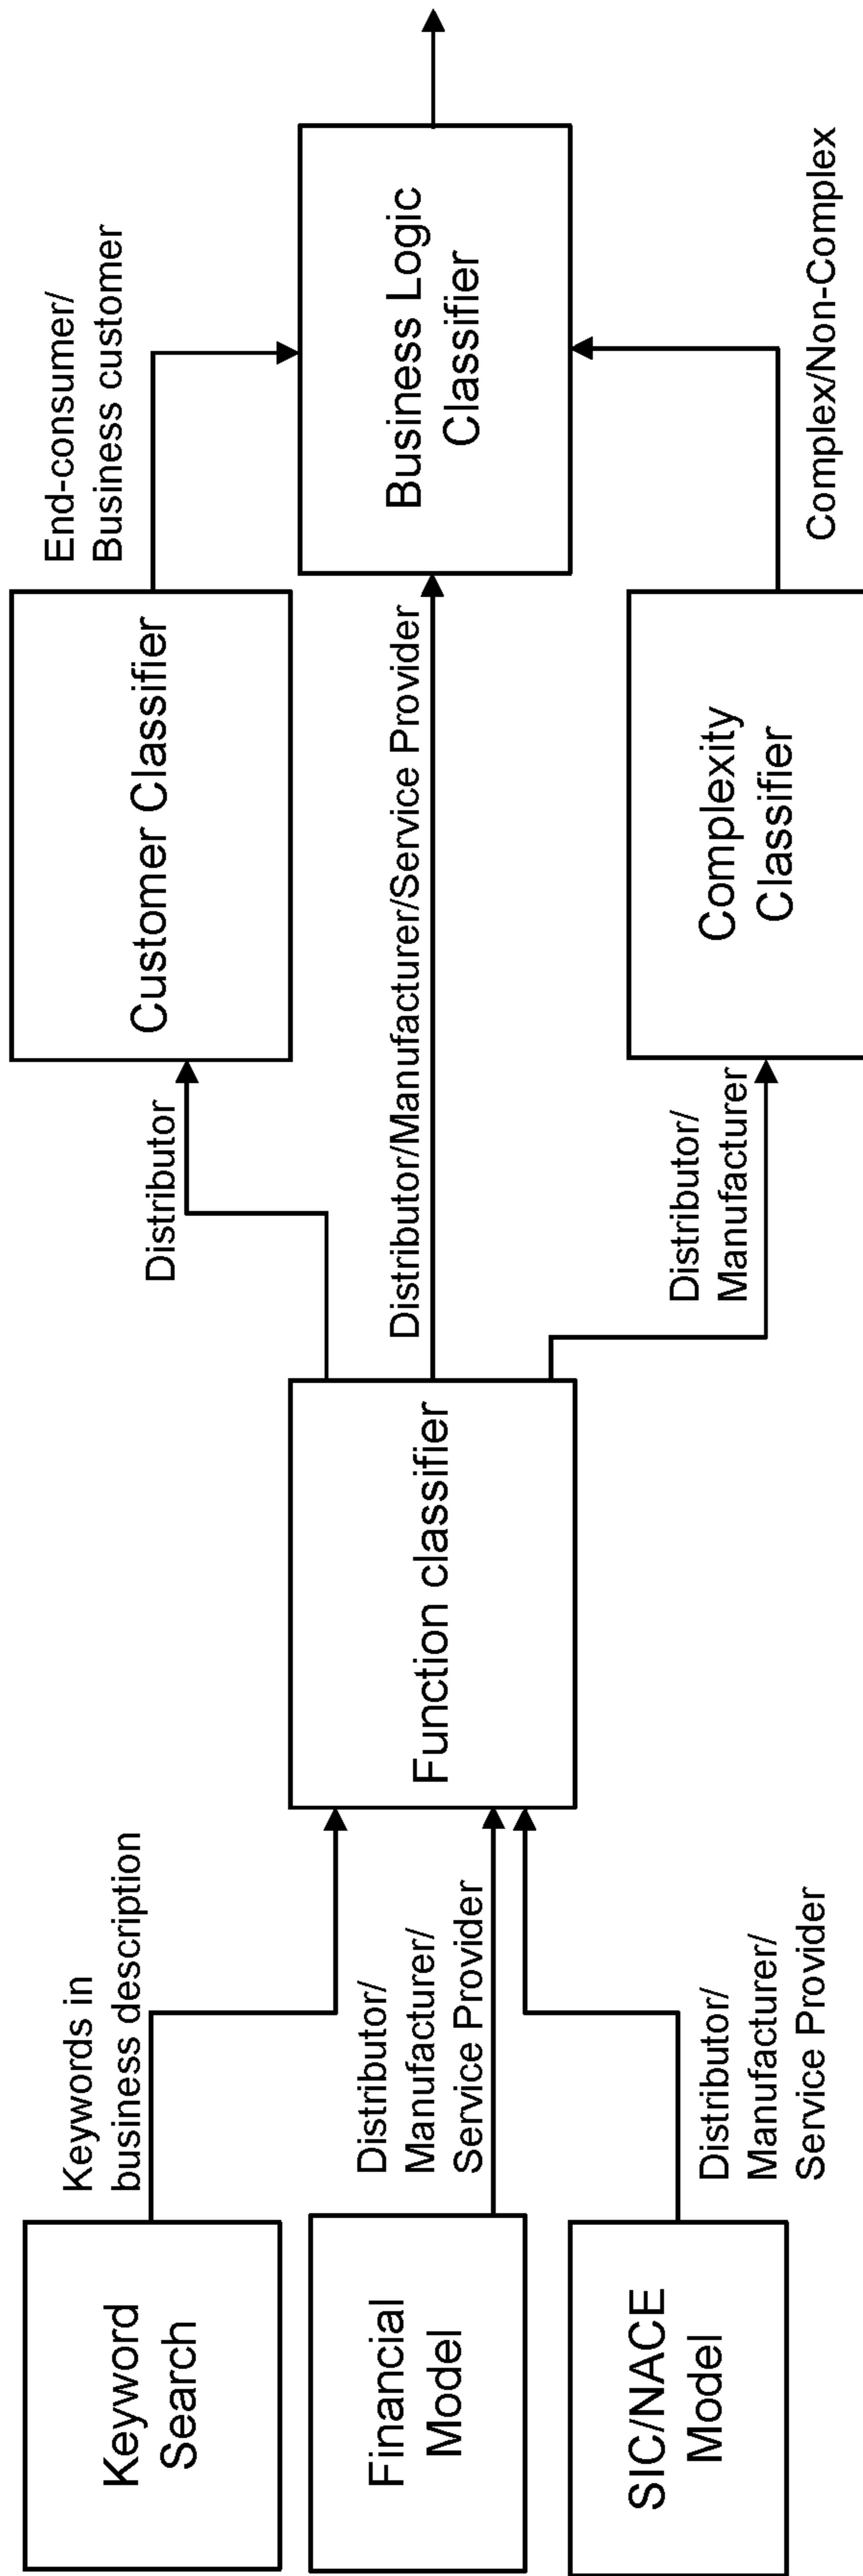 Keyword
Search
Financial
Model
SIC/NACE
Model
Keywords in
business description
Distributor/
Manufacturer/
Service Provider
Distributor/
Manufacturer/
Service Provider
Function classifier
Distributor
Distributor/Manufacturer/Service Provider
Distributor/
Manufacturer
Customer Classifier
Complexity
Classifier
End-consumer/
Business customer
Complex/Non-Complex
Business Logic
Classifier